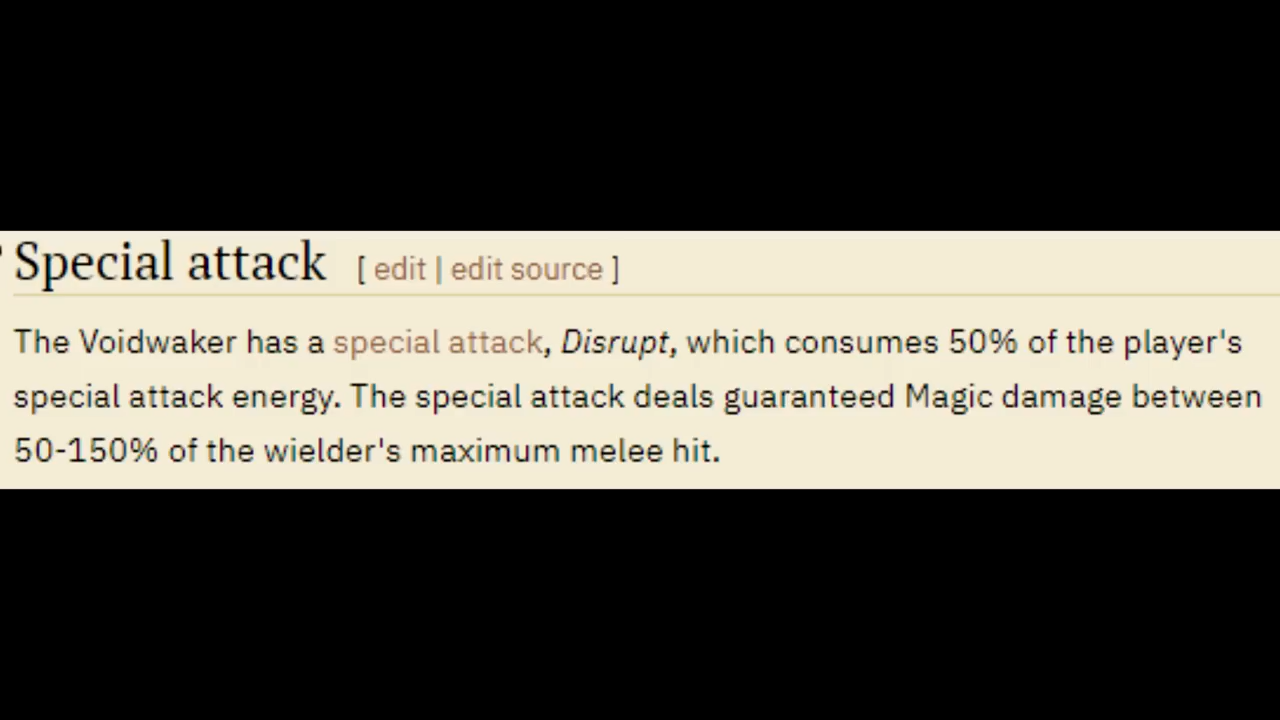 Special attack [ edit | edit source ]
The Voidwaker has a special attack, Disrupt, which consumes 50% of the player's
special attack energy. The special attack deals guaranteed Magic damage between
50-150% of the wielder's maximum melee hit.